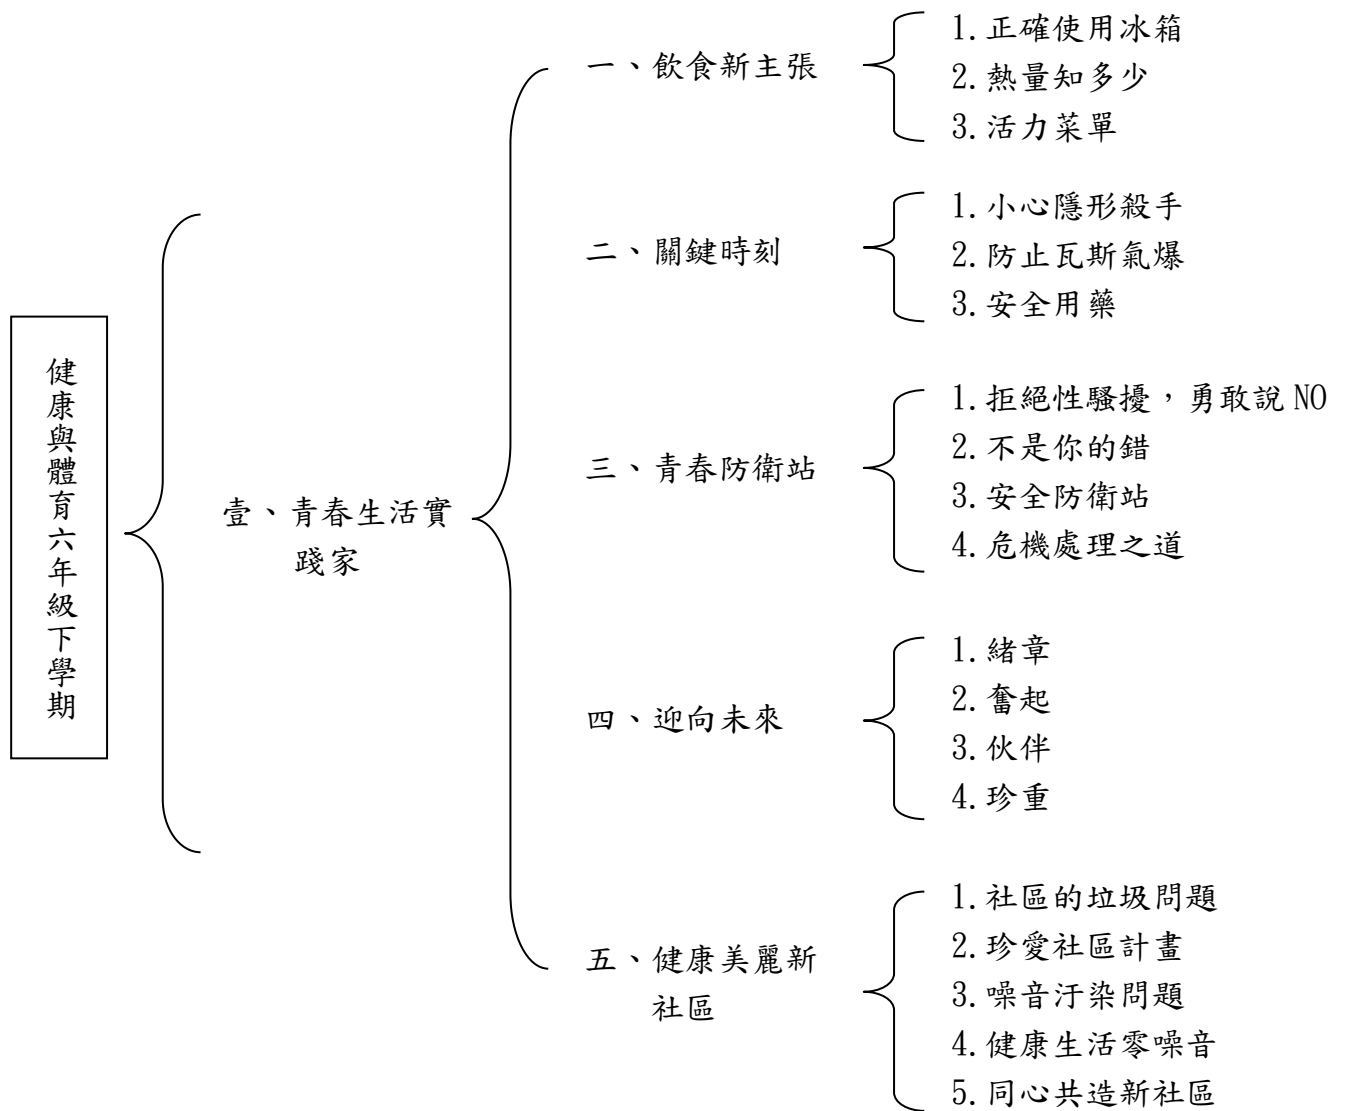 健康與體育六年級下學期
壹、青春生活實
踐家
一、飲食新主張
1.正確使用冰箱
2.熱量知多少
3.活力菜單
二、關鍵時刻
1.小心隱形殺手
2.防止瓦斯氣爆
3.安全用藥
三、青春防衛站
1.拒絕性騷擾，勇敢說 NO
2.不是你的錯
3.安全防衛站
4.危機處理之道
四、迎向未來
1.緒章
2.奮起
3.伙伴
4.珍重
五、健康美麗新
社區
1.社區的垃圾問題
2.珍愛社區計畫
3.噪音汙染問題
4.健康生活零噪音
5.同心共造新社區